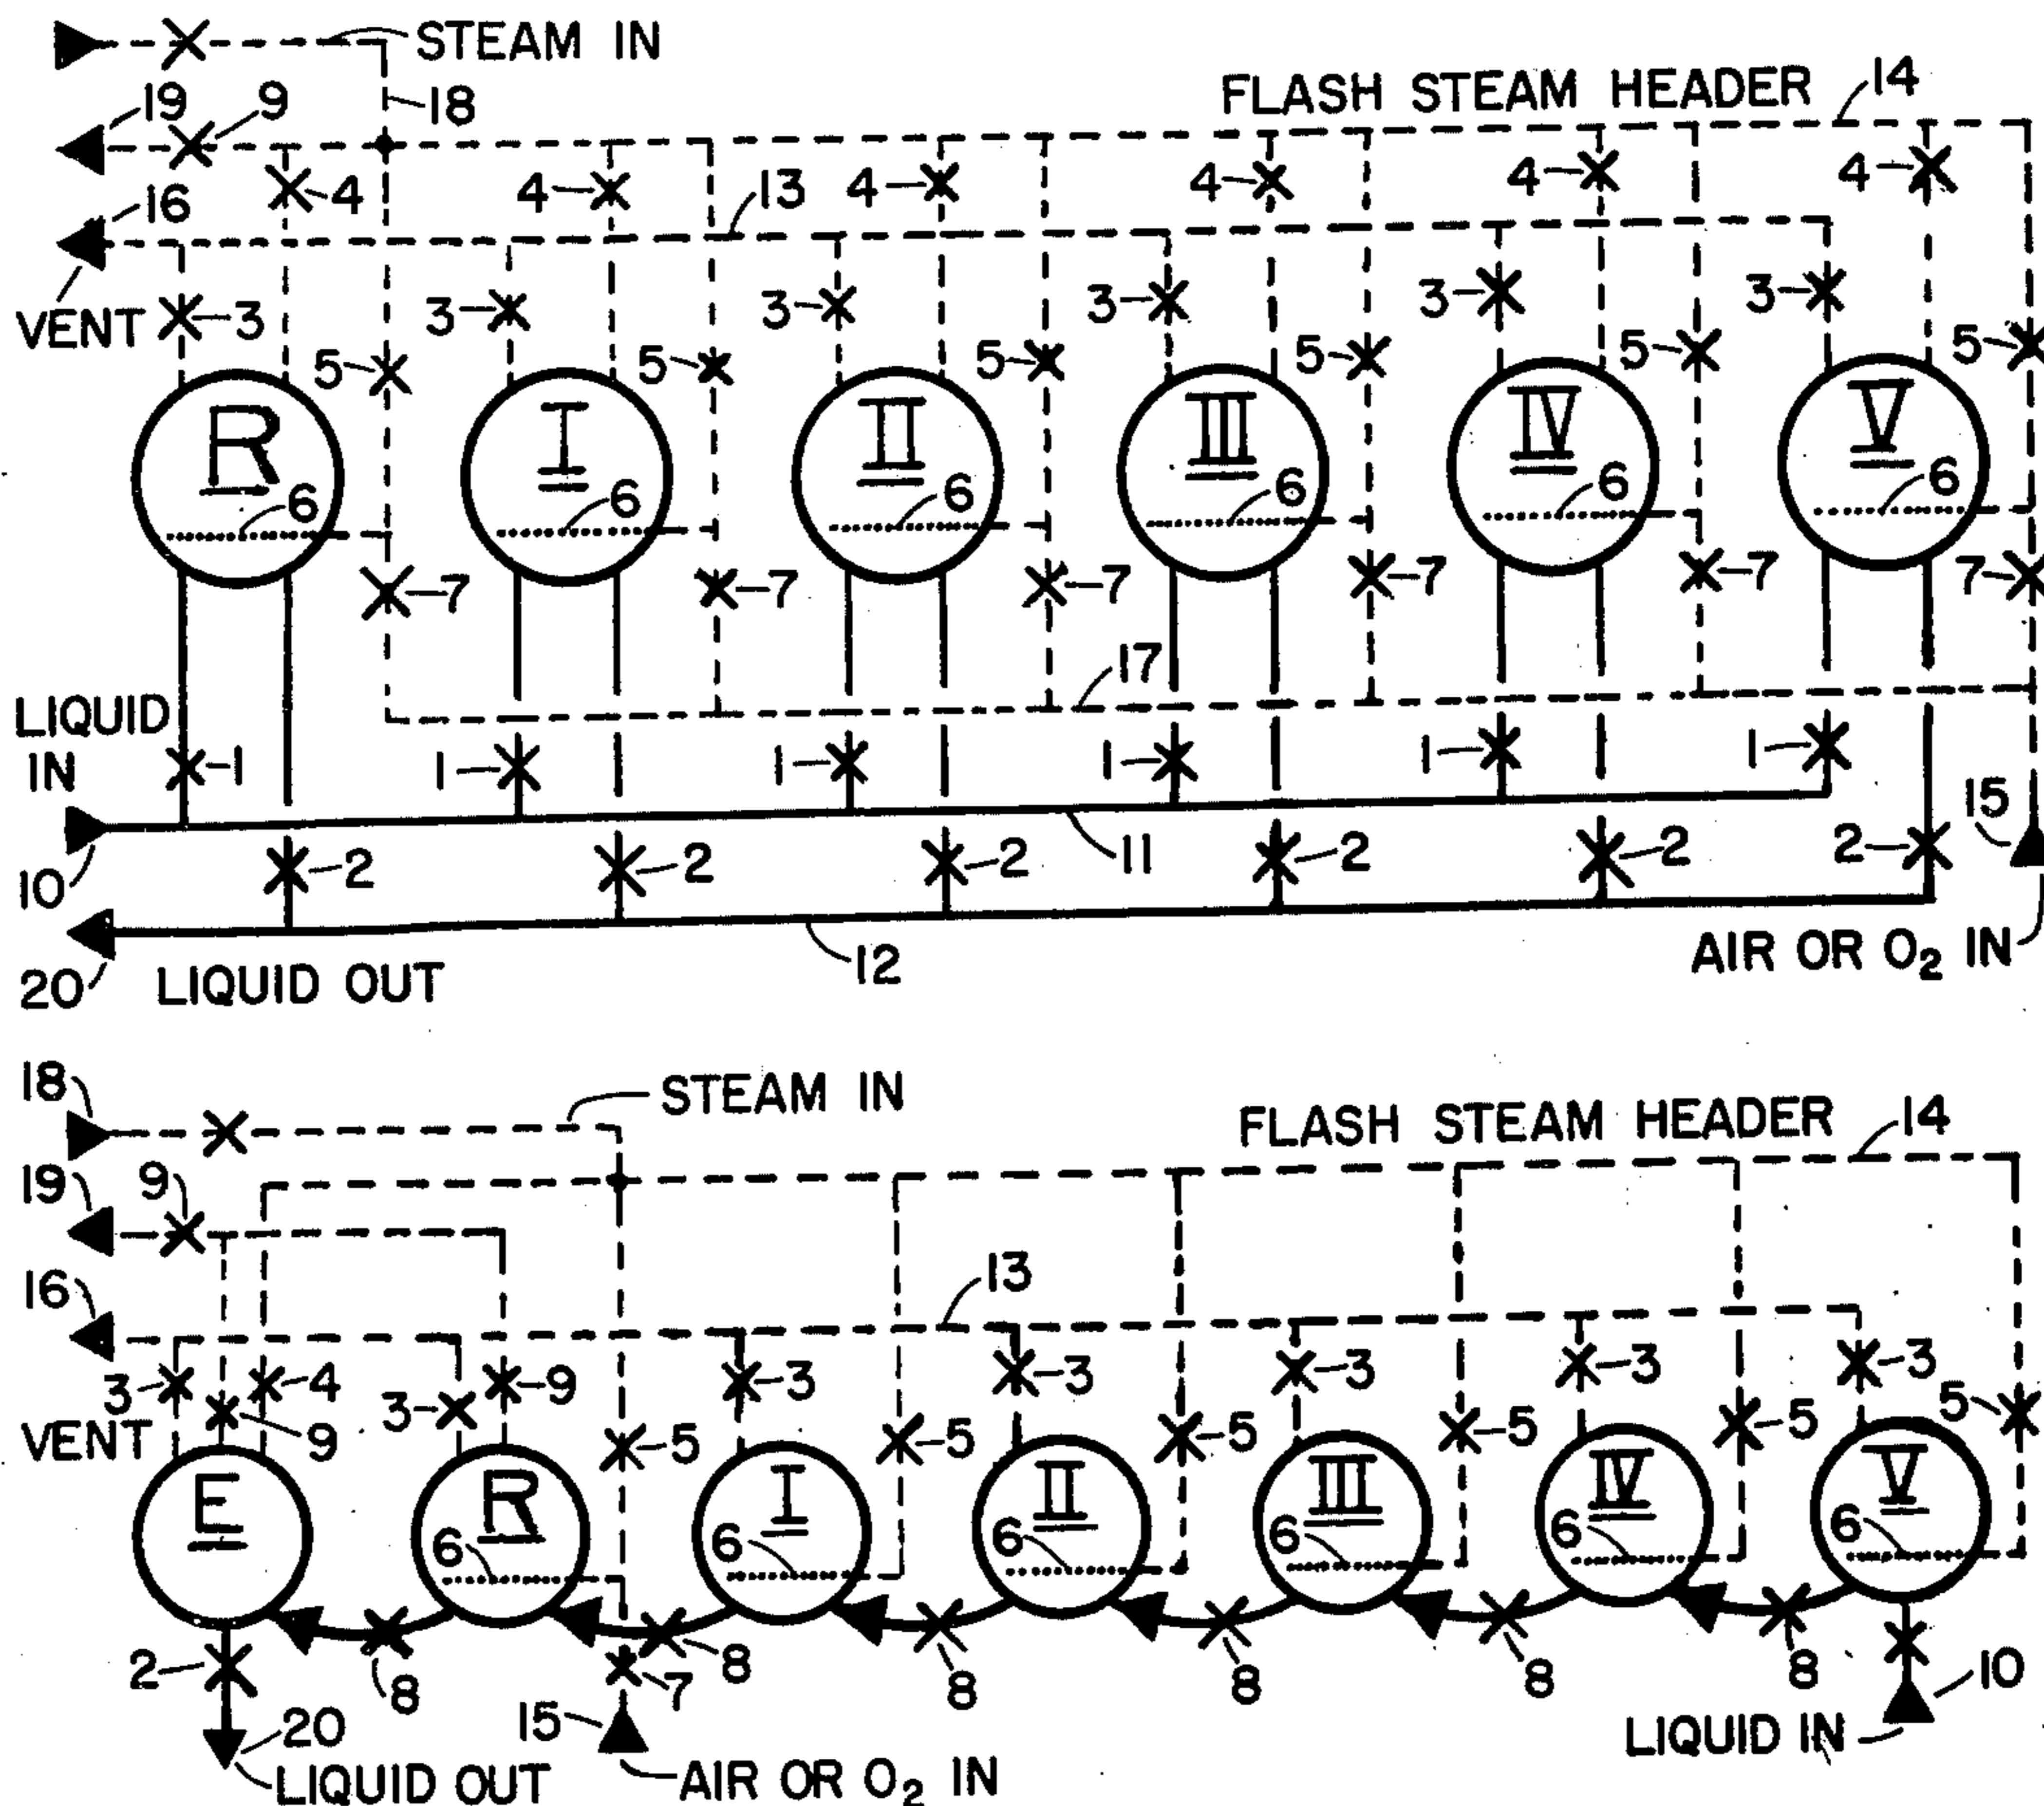 STEAM IN
19 9 18
FLASH STEAM HEADER 14
4 4 4 4 4 4
16 13
VENT 3 3 3 3 3 3
5 5 5 5 5 5
R I II III IV V
6 6 6 6 6 6
7 7 7 7 7 7
17
LIQUID
IN
1 1 1 1 1 1
15
10 11
2 2 2 2 2 2
12
20 LIQUID OUT
AIR OR O₂ IN
18 STEAM IN
FLASH STEAM HEADER 14
19 9
16 13
3 4 9 3 3 3 3 3
3
VENT 9
5 5 5 5 5 5
E R I II III IV V
6 6 6 6 6 6
2 8 7 8 8 8 8 8
10
15
20
LIQUID OUT
AIR OR O₂ IN
LIQUID IN